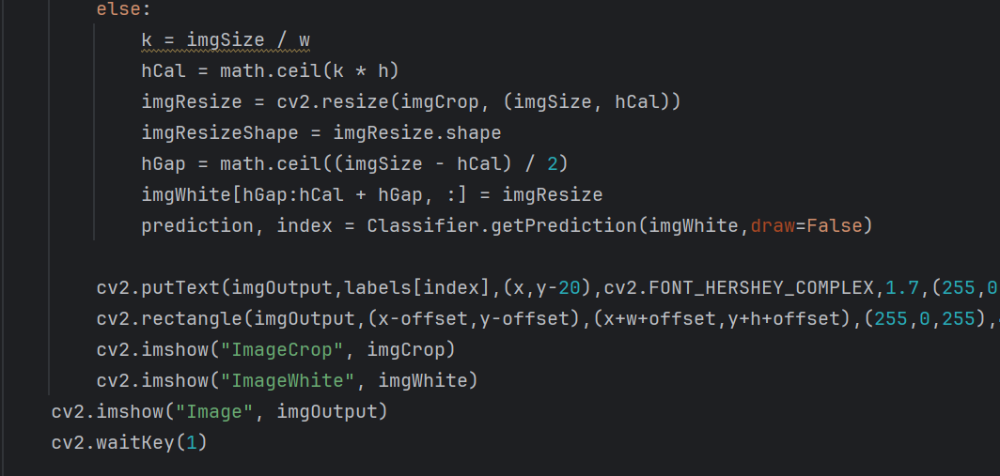 else:
k = imgSize / w
hCal = math.ceil(k * h)
imgResize = cv2.resize(imgCrop, (imgSize, hCal))
imgResizeShape = imgResize.shape
hGap = math.ceil((imgSize - hCal) / 2)
imgWhite[hGap:hCal + hGap, :] = imgResize
prediction, index = Classifier.getPrediction(imgWhite,draw=False)
cv2.putText(imgOutput,labels[index],(x,y-20),cv2.FONT_HERSHEY_COMPLEX,1.7,(255,0
cv2.rectangle(imgOutput,(x-offset,y-offset),(x+w+offset,y+h+offset),(255,0,255),
cv2.imshow("ImageCrop", imgCrop)
cv2.imshow("ImageWhite", imgWhite)
cv2.imshow("Image", imgOutput)
cv2.waitKey(1)